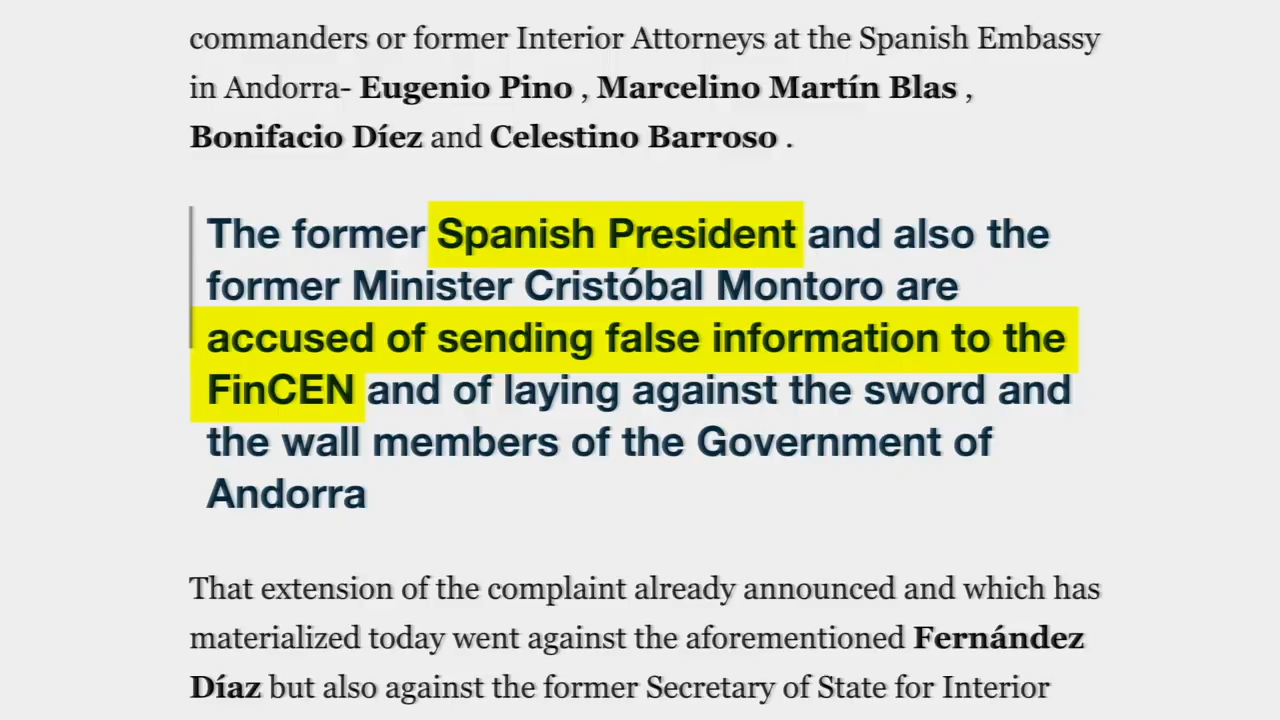 commanders or former Interior Attorneys at the Spanish Embassy
in Andorra- Eugenio Pino , Marcelino Martín Blas ,
Bonifacio Díez and Celestino Barroso .
The former Spanish President and also the
former Minister Cristóbal Montoro are
accused of sending false information to the
FinCEN and of laying against the sword and
the wall members of the Government of
Andorra
That extension of the complaint already announced and which has
materialized today went against the aforementioned Fernández
Díaz but also against the former Secretary of State for Interior